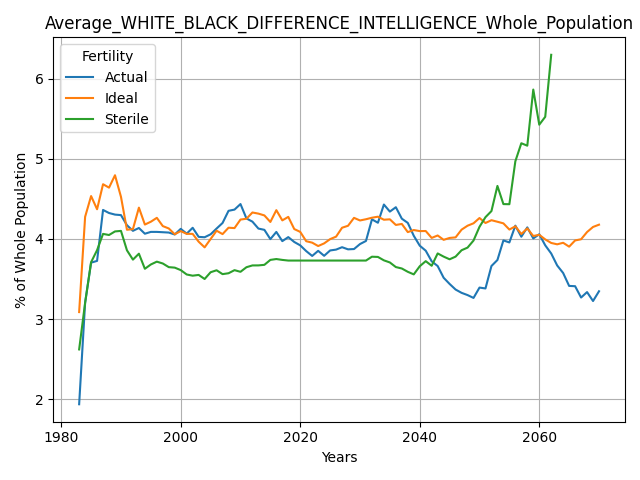 Average_WHITE_BLACK_DIFFERENCE_INTELLIGENCE_Whole_Population
Fertility
Actual
Ideal
Sterile
% of Whole Population
6
5
4
3
2
1980
2000
2020
2040
2060
Years